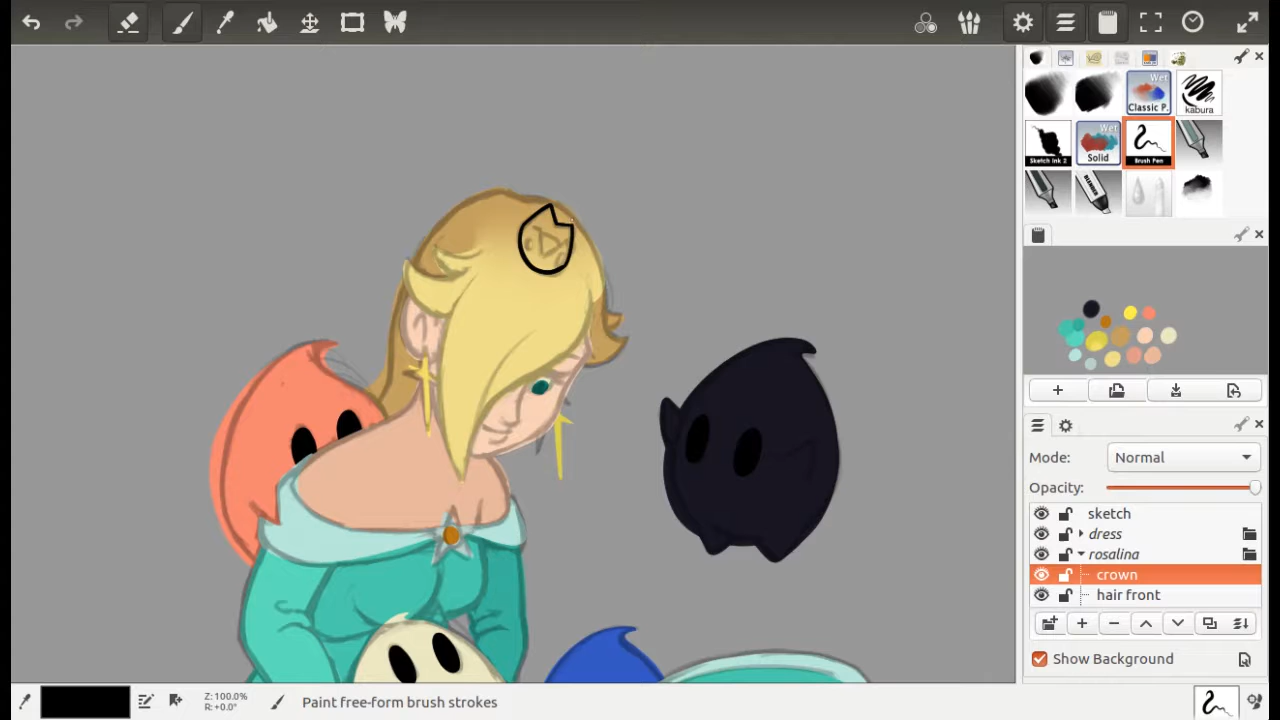 Wet
Classic P.
kabura
Sketch Ink 2
Wet
Solid
Brush Pen
BLENDER
Mode:
Normal
Opacity:
sketch
dress
rosalina
crown
hair front
Show Background
Z: 100.0%
R: +0.0°
Paint free-form brush strokes